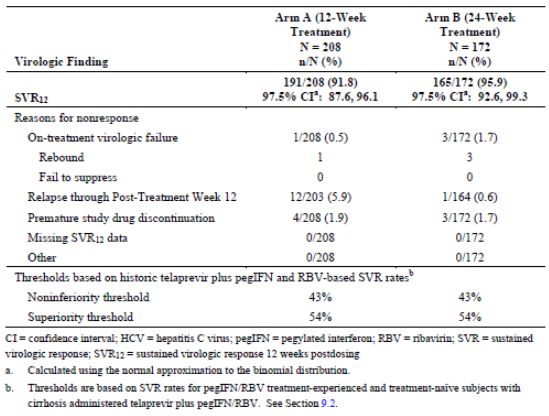 Virologic Finding Arm A (12-Week Treatment) N = 208 n/N (%) Arm B (24-Week Treatment) N = 172 n/N (%)
SVR12 191/208 (91.8) 97.5% CIa: 87.6, 96.1 165/172 (95.9) 97.5% CIa: 92.6, 99.3
Reasons for nonresponse
On-treatment virologic failure 1/208 (0.5) 3/172 (1.7)
Rebound 1 3
Fail to suppress 0 0
Relapse through Post-Treatment Week 12 12/203 (5.9) 1/164 (0.6)
Premature study drug discontinuation 4/208 (1.9) 3/172 (1.7)
Missing SVR12 data 0/208 0/172
Other 0/208 0/172
Thresholds based on historic telaprevir plus pegIFN and RBV-based SVR ratesb
Noninferiority threshold 43% 43%
Superiority threshold 54% 54%
CI = confidence interval; HCV = hepatitis C virus; pegIFN = pegylated interferon; RBV = ribavirin; SVR = sustained
virologic response; SVR12 = sustained virologic response 12 weeks postdosing
a. Calculated using the normal approximation to the binomial distribution.
b. Thresholds are based on SVR rates for pegIFN/RBV treatment-experienced and treatment-naïve subjects with
cirrhosis administered telaprevir plus pegIFN/RBV. See Section 9.2.